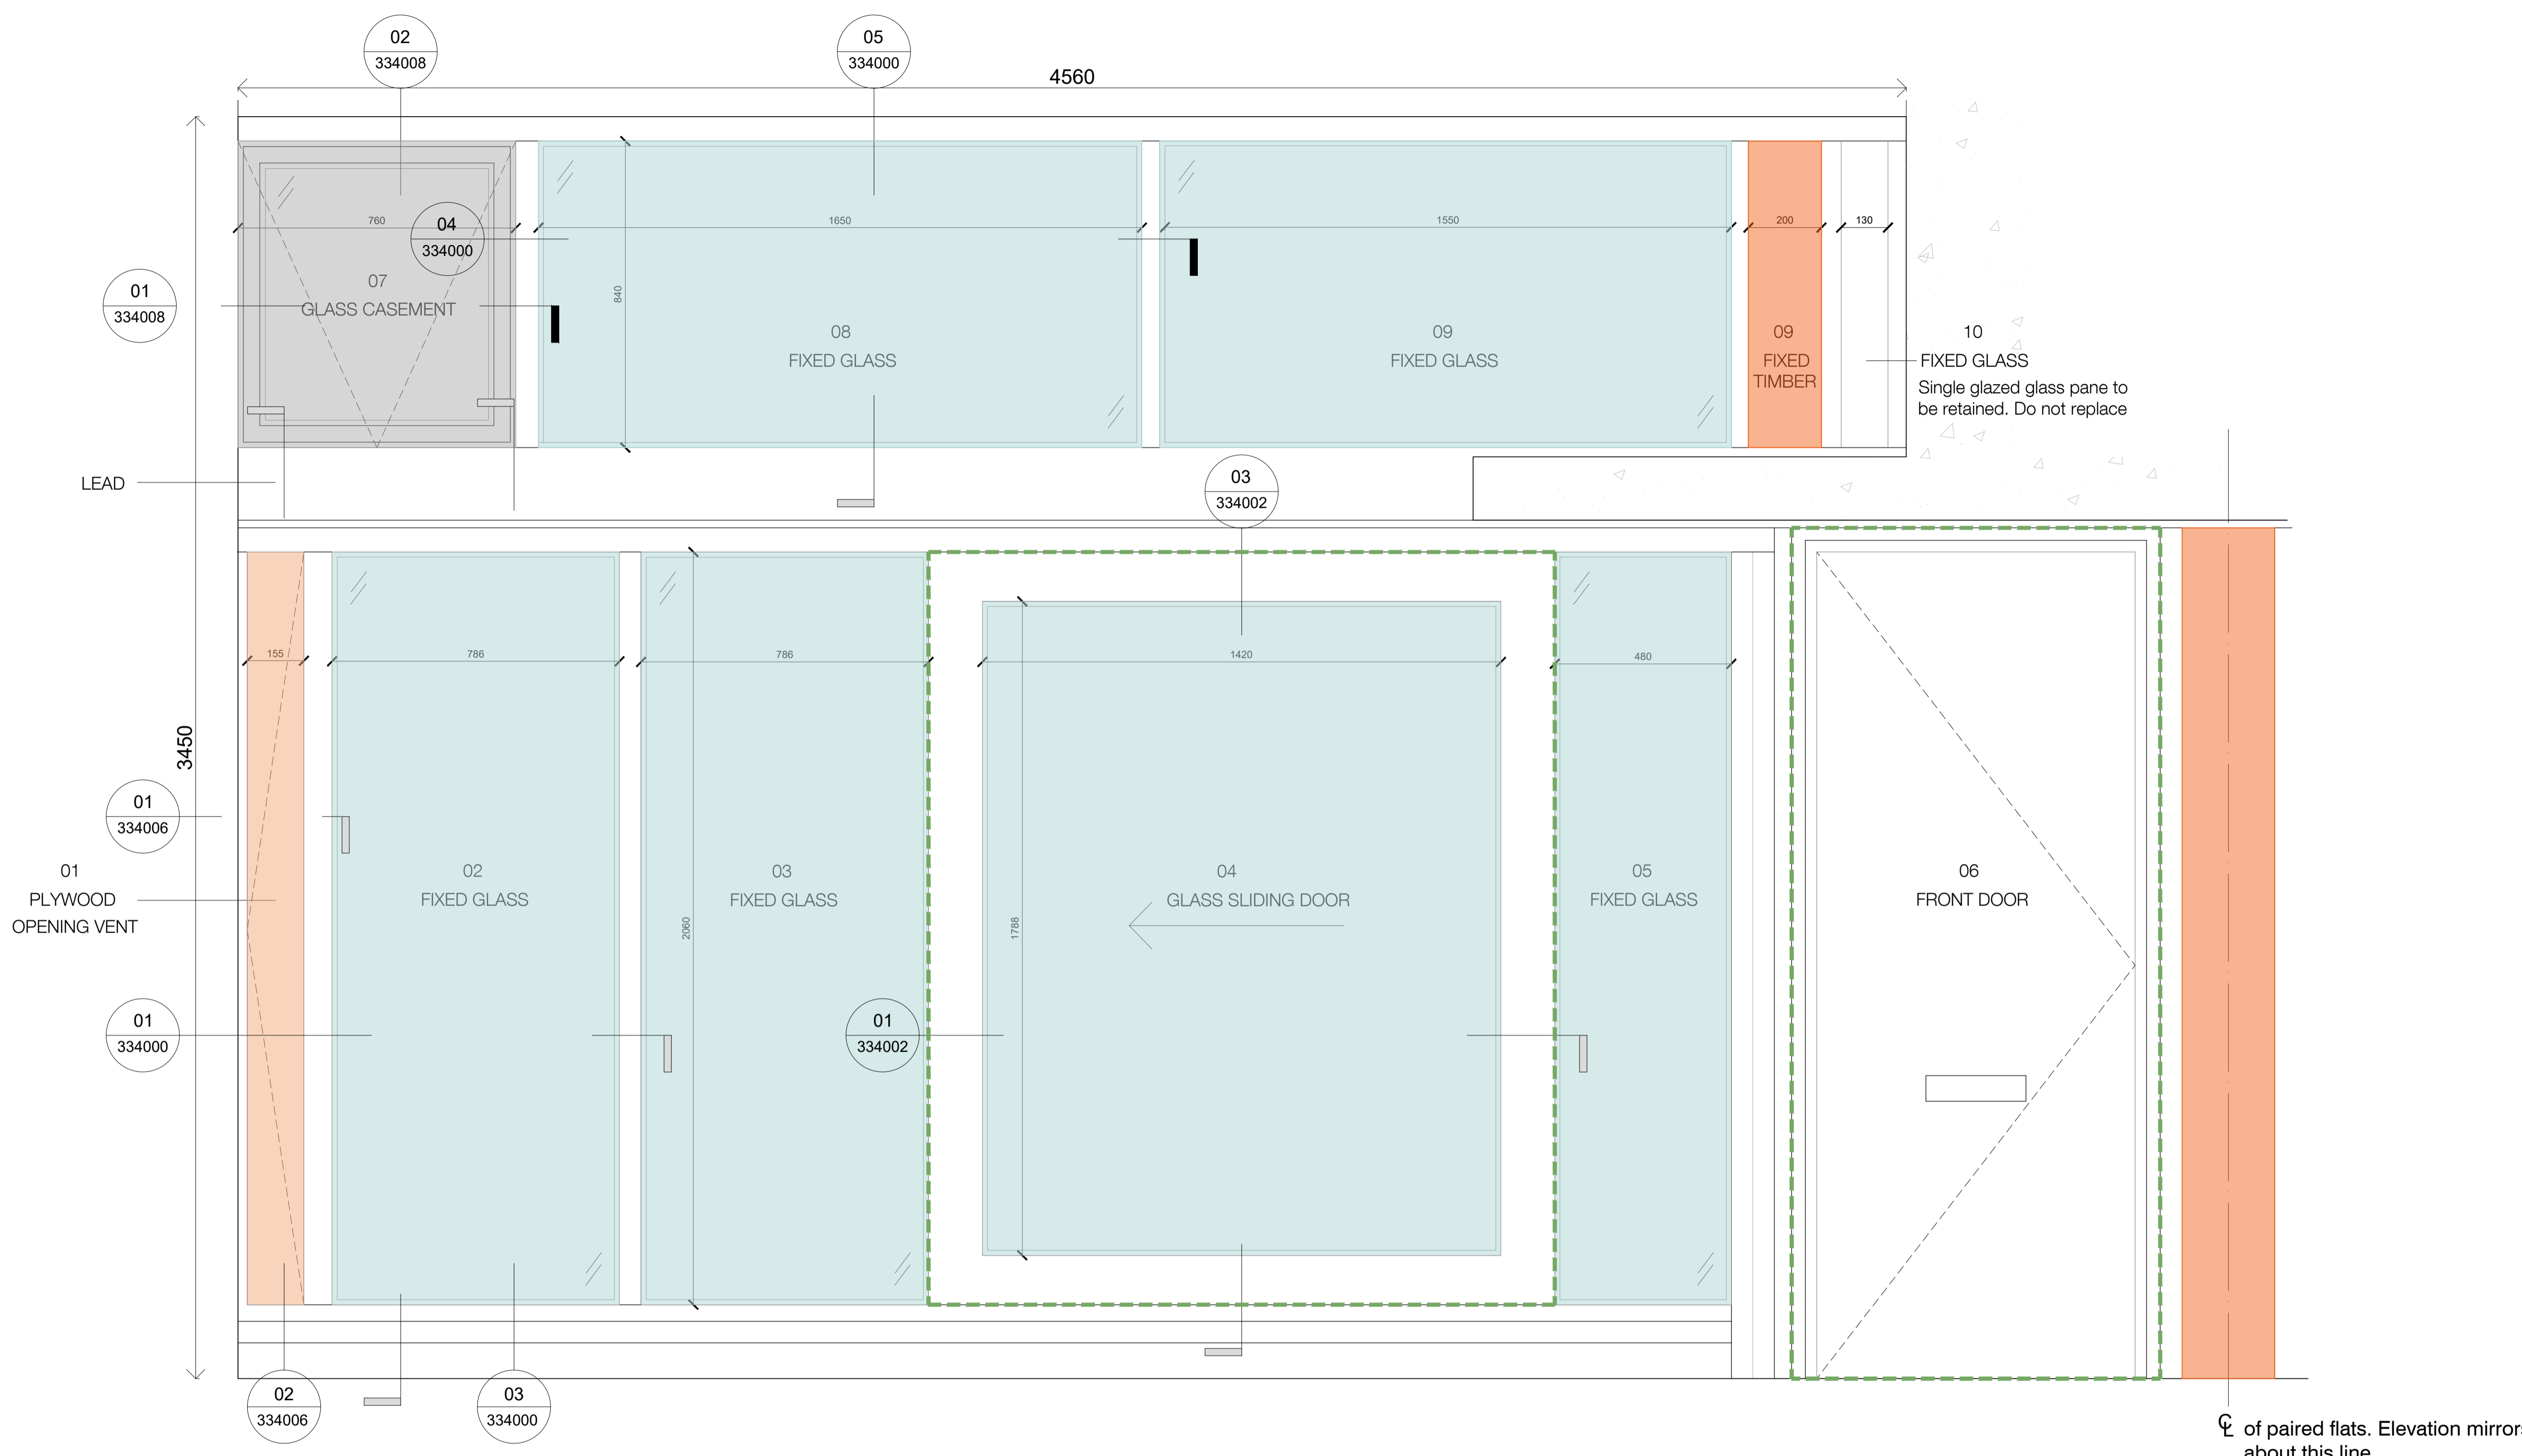 02
334008
05
334000
4560
760
04
334000
1650
1550
200
130
01
334008
07
GLASS CASEMENT
840
08
FIXED GLASS
09
FIXED GLASS
09
FIXED
TIMBER
10
FIXED GLASS
Single glazed glass pane to
be retained. Do not replace
LEAD
03
334002
3450
155
786
786
1420
480
01
334006
01
PLYWOOD
OPENING VENT
02
FIXED GLASS
03
FIXED GLASS
2060
04
GLASS SLIDING DOOR
1788
05
FIXED GLASS
06
FRONT DOOR
01
334000
01
334002
02
334006
03
334000
℄ of paired flats. Elevation mirrors
about this line